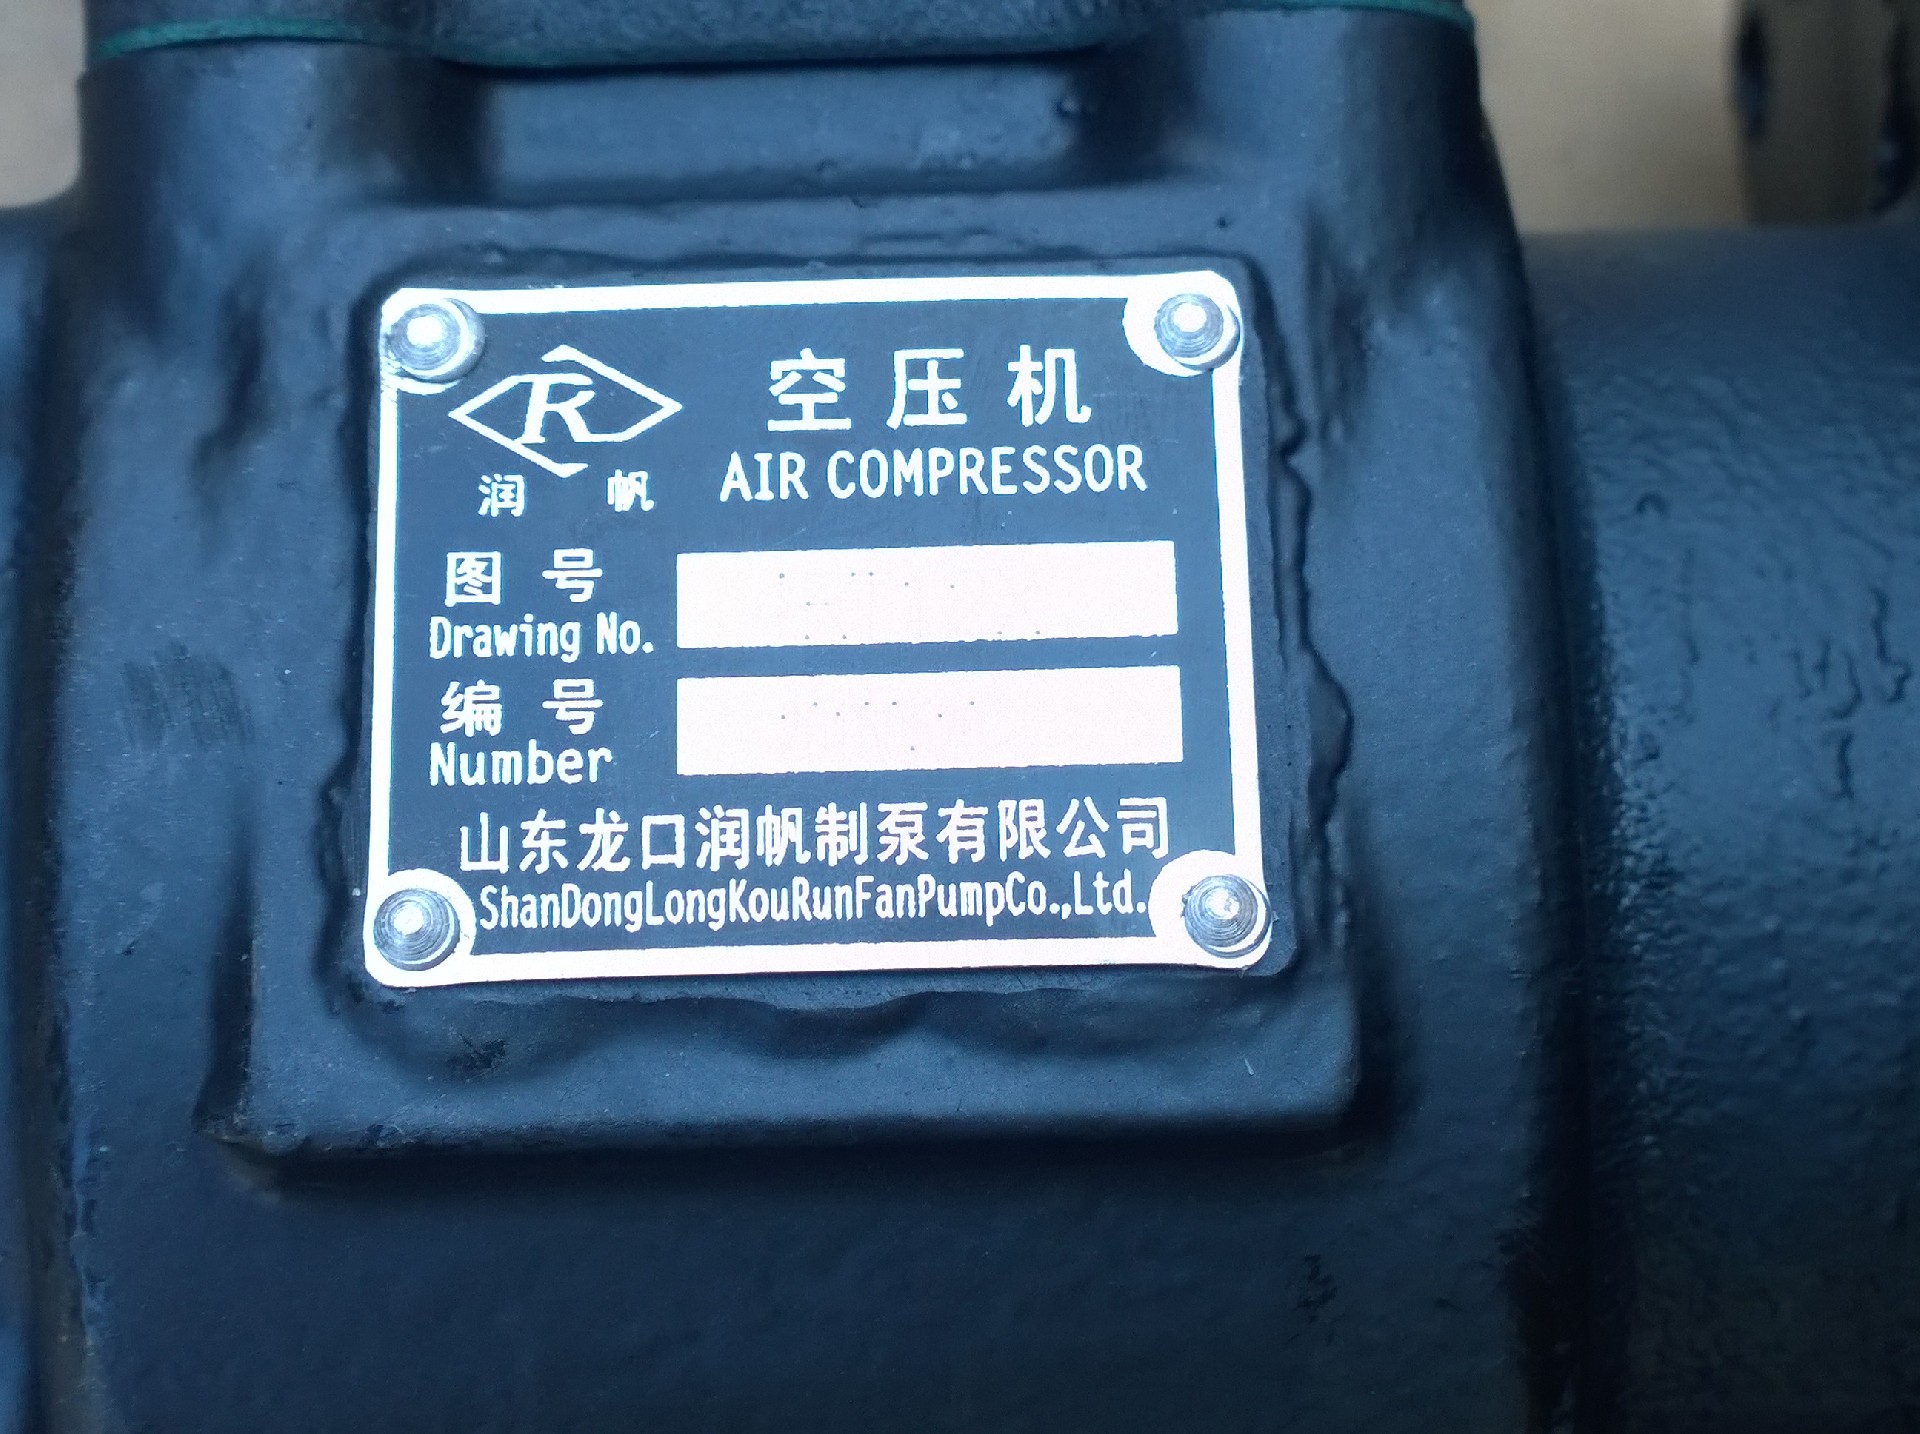 R
空压机
AIR COMPRESSOR
润帆
图号
Drawing No.
编号
Number
山东龙口润帆制泵有限公司
ShanDongLongKouRunFanPumpCo.,Ltd.